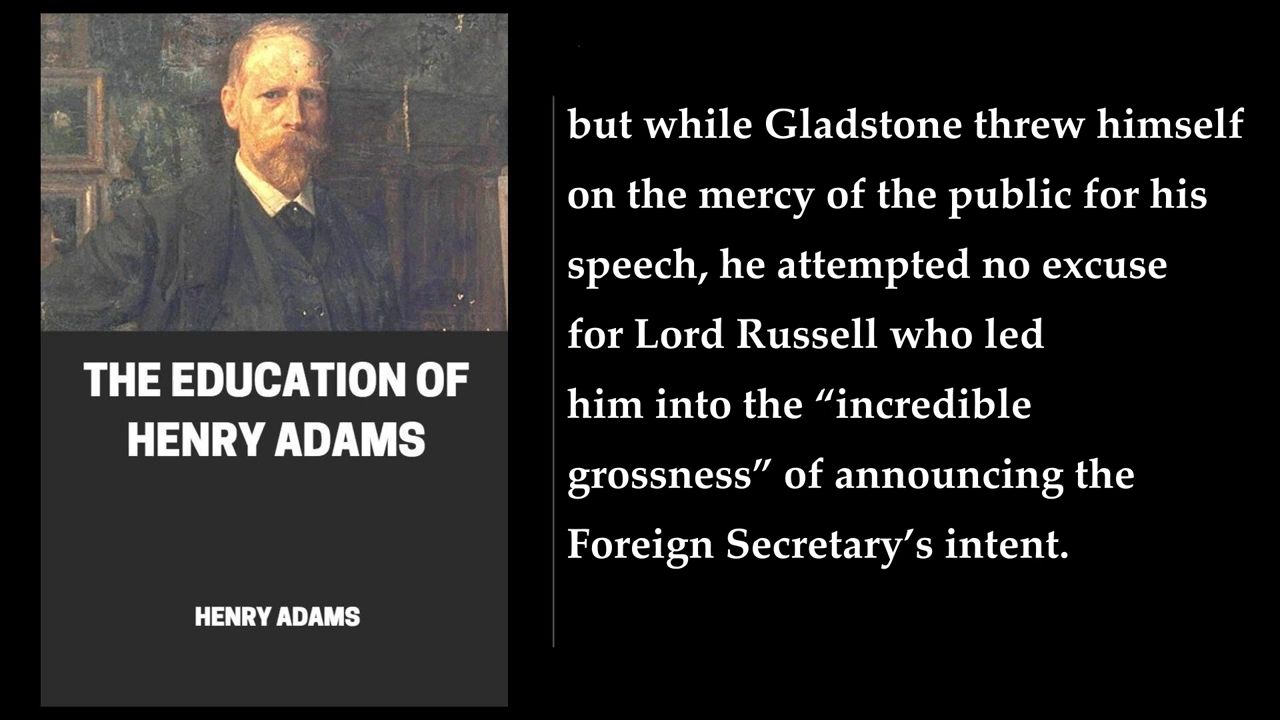 THE EDUCATION OF
HENRY ADAMS
HENRY ADAMS
but while Gladstone threw himself
on the mercy of the public for his
speech, he attempted no excuse
for Lord Russell who led
him into the “incredible
grossness” of announcing the
Foreign Secretary’s intent.